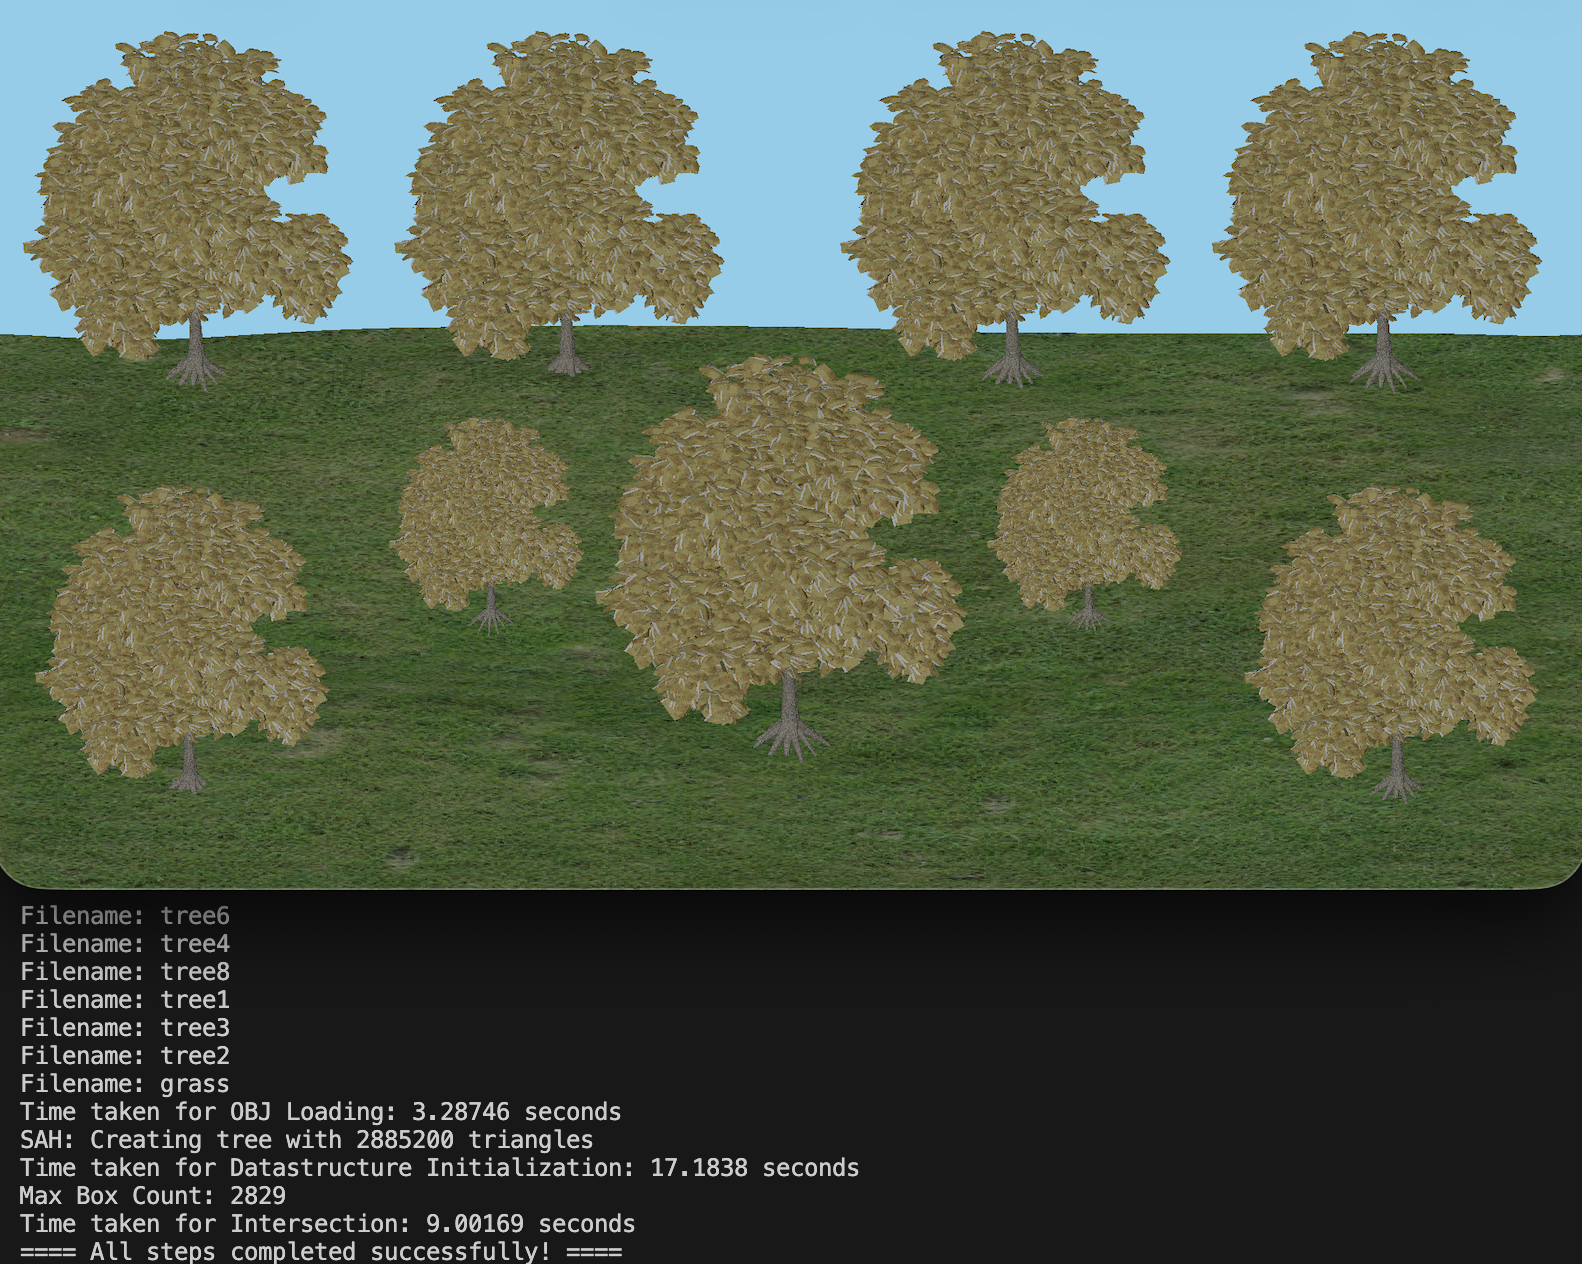 Filename: tree6
Filename: tree4
Filename: tree8
Filename: tree1
Filename: tree3
Filename: tree2
Filename: grass
Time taken for OBJ Loading: 3.28746 seconds
SAH: Creating tree with 2885200 triangles
Time taken for Datastructure Initialization: 17.1838 seconds
Max Box Count: 2829
Time taken for Intersection: 9.00169 seconds
==== All steps completed successfully! ====